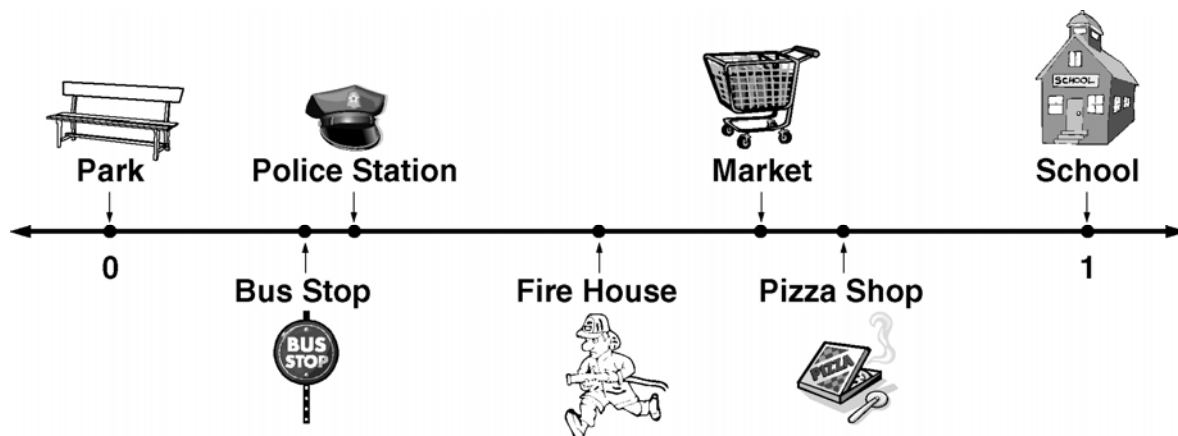 SCHOOL
Park
Police Station
Market
School
0
1
Bus Stop
Fire House
Pizza Shop
BUS
STOP
PIZZA